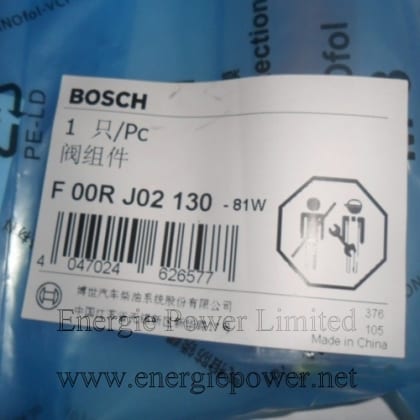 PE-LD
BOSCH
1 只/Pc
阀组件
F 00R J02 130 - 81W
4 047024 626577
博世汽车柴油系统股份有限公司
376
105
Made in China
Energie Power Limited
www.energiepower.net